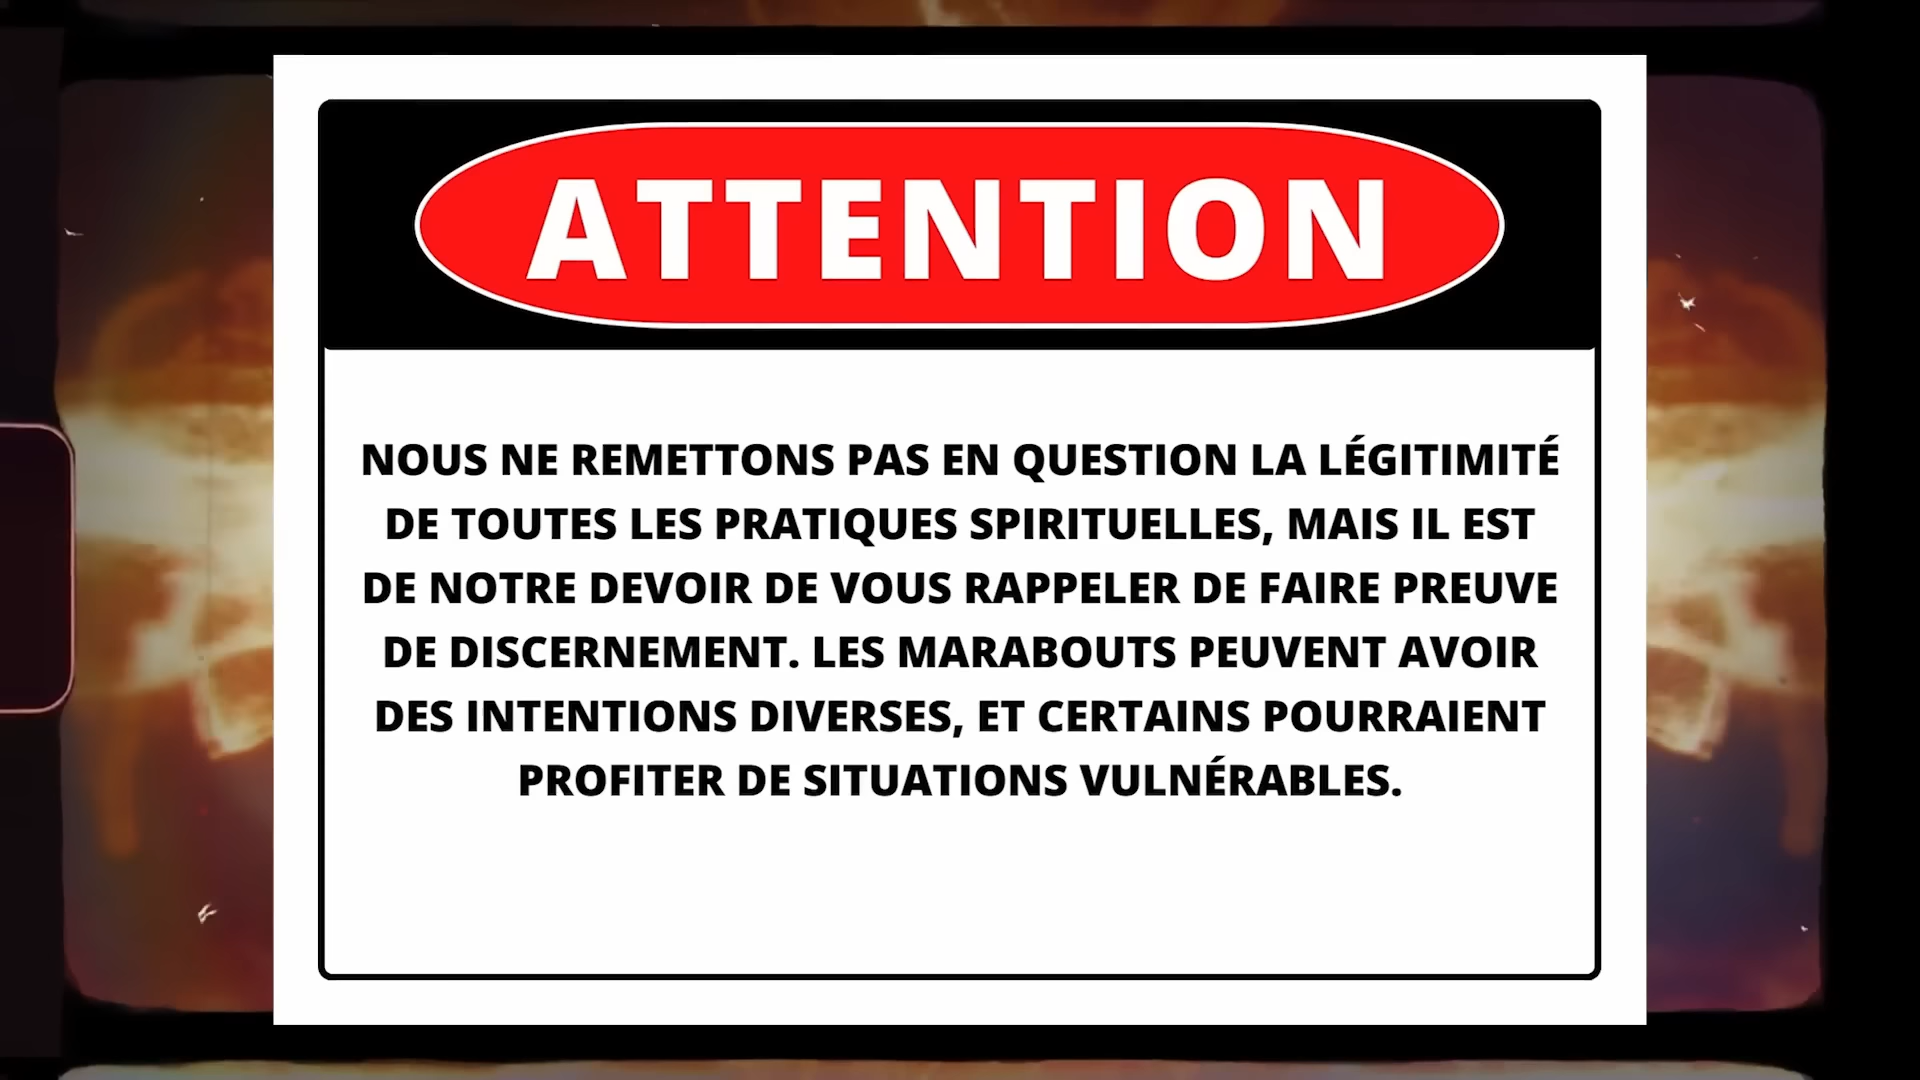 ATTENTION
NOUS NE REMETTONS PAS EN QUESTION LA LÉGITIMITÉ
DE TOUTES LES PRATIQUES SPIRITUELLES, MAIS IL EST
DE NOTRE DEVOIR DE VOUS RAPPELER DE FAIRE PREUVE
DE DISCERNEMENT. LES MARABOUTS PEUVENT AVOIR
DES INTENTIONS DIVERSES, ET CERTAINS POURRAIENT
PROFITER DE SITUATIONS VULNÉRABLES.